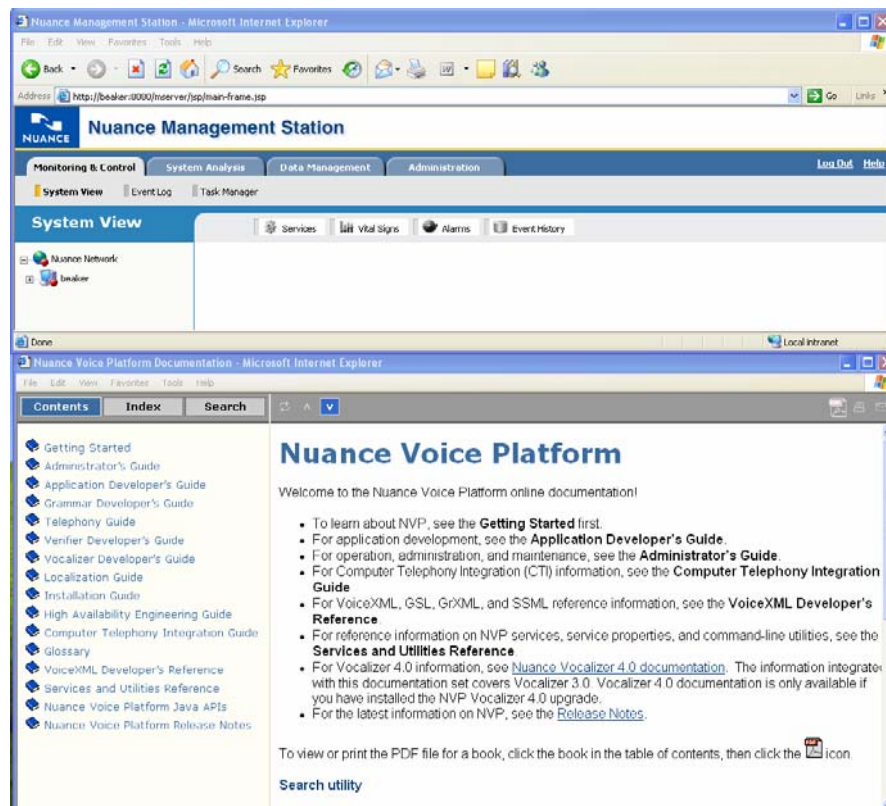 Nuance Management Station - Microsoft Internet Explorer
File Edit View Favorites Tools Help
Back Search Favorites
Address http://beaker:8080/mserver/jsp/main-frame.jsp Go Links
NUANCE Nuance Management Station
Monitoring & Control System Analysis Data Management Administration Log Out Help
System View Event Log Task Manager
System View Services Vital Signs Alarms Event History
Nuance Network
beaker
Done Local intranet
Nuance Voice Platform Documentation - Microsoft Internet Explorer
File Edit View Favorites Tools Help
Contents Index Search
Getting Started
Administrator's Guide
Application Developer's Guide
Grammar Developer's Guide
Telephony Guide
Verifier Developer's Guide
Vocalizer Developer's Guide
Localization Guide
Installation Guide
High Availability Engineering Guide
Computer Telephony Integration Guide
Glossary
VoiceXML Developer's Reference
Services and Utilities Reference
Nuance Voice Platform Java APIs
Nuance Voice Platform Release Notes
Nuance Voice Platform
Welcome to the Nuance Voice Platform online documentation!
• To learn about NVP, see the Getting Started first.
• For application development, see the Application Developer's Guide.
• For operation, administration, and maintenance, see the Administrator's Guide.
• For Computer Telephony Integration (CTI) information, see the Computer Telephony Integration
Guide
• For VoiceXML, GSL, GrXML, and SSML reference information, see the VoiceXML Developer's
Reference.
• For reference information on NVP services, service properties, and command-line utilities, see the
Services and Utilities Reference
• For Vocalizer 4.0 information, see Nuance Vocalizer 4.0 documentation. The information integrated
with this documentation set covers Vocalizer 3.0. Vocalizer 4.0 documentation is only available if
you have installed the NVP Vocalizer 4.0 upgrade.
• For the latest information on NVP, see the Release Notes.
To view or print the PDF file for a book, click the book in the table of contents, then click the icon.
Search utility